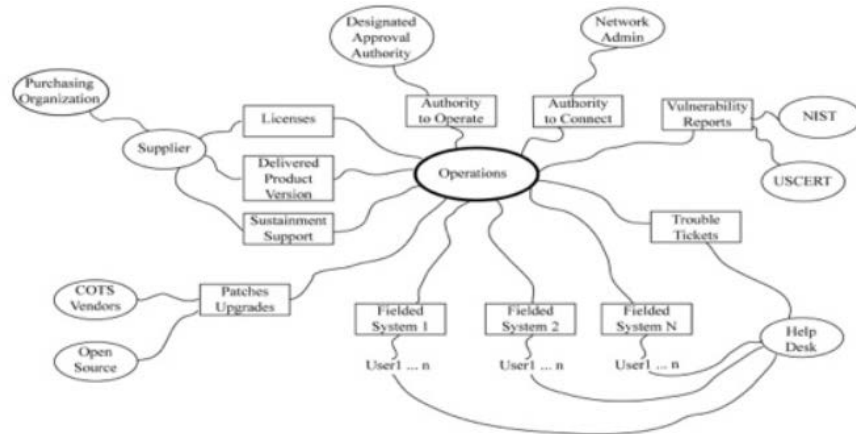 Designated
Approval
Authority
Network
Admin
Purchasing
Organization
Licenses
Authority
to Operate
Authority
to Connect
Vulnerability
Reports
NIST
Supplier
Delivered
Product
Version
Operations
USCERT
Sustainment
Support
Trouble
Tickets
COTS
Vendors
Patches
Upgrades
Open
Source
Fielded
System 1
Fielded
System 2
Fielded
System N
Help
Desk
User1 ... n
User1 ... n
User1 ... n